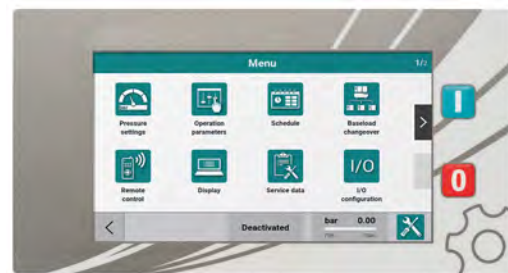 Menu
1/2
Pressure
settings
Operation
parameters
Schedule
Baseload
changeover
Remote
control
Display
Service data
I/O
I/O
configuration
Deactivated
bar 0.00
I
0